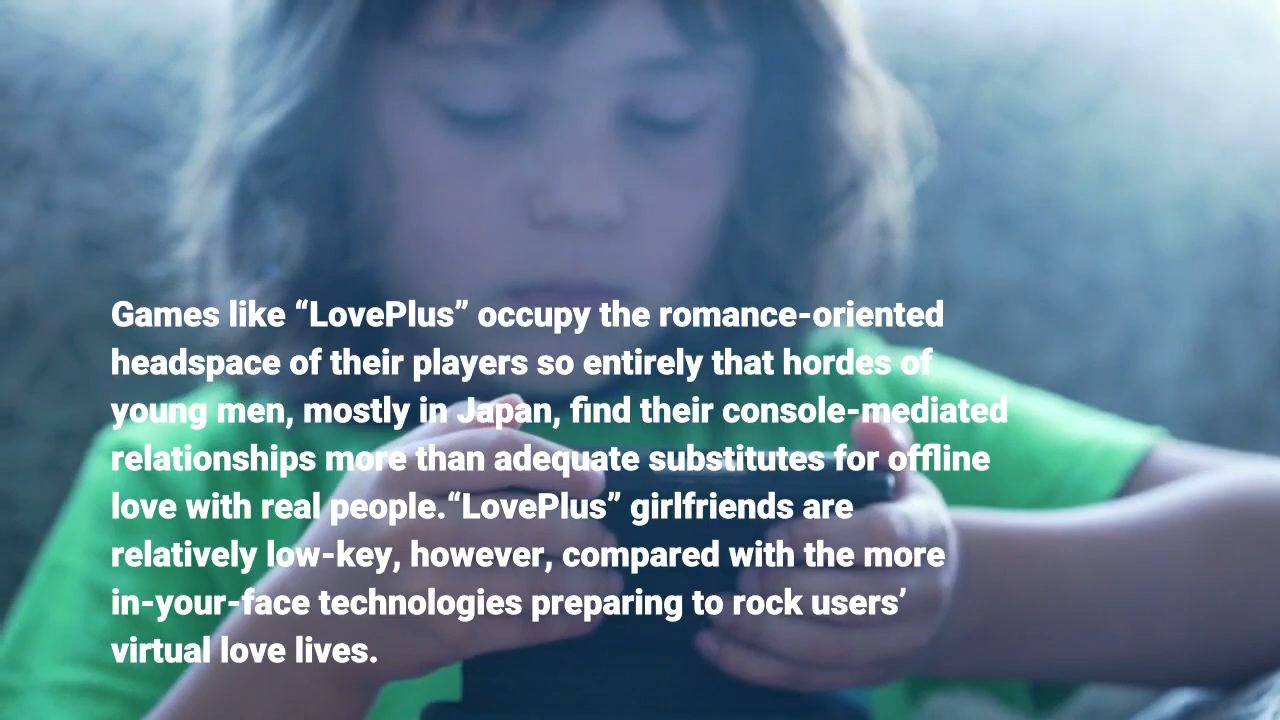 Games like “LovePlus” occupy the romance-oriented
headspace of their players so entirely that hordes of
young men, mostly in Japan, find their console-mediated
relationships more than adequate substitutes for offline
love with real people.“LovePlus” girlfriends are
relatively low-key, however, compared with the more
in-your-face technologies preparing to rock users’
virtual love lives.